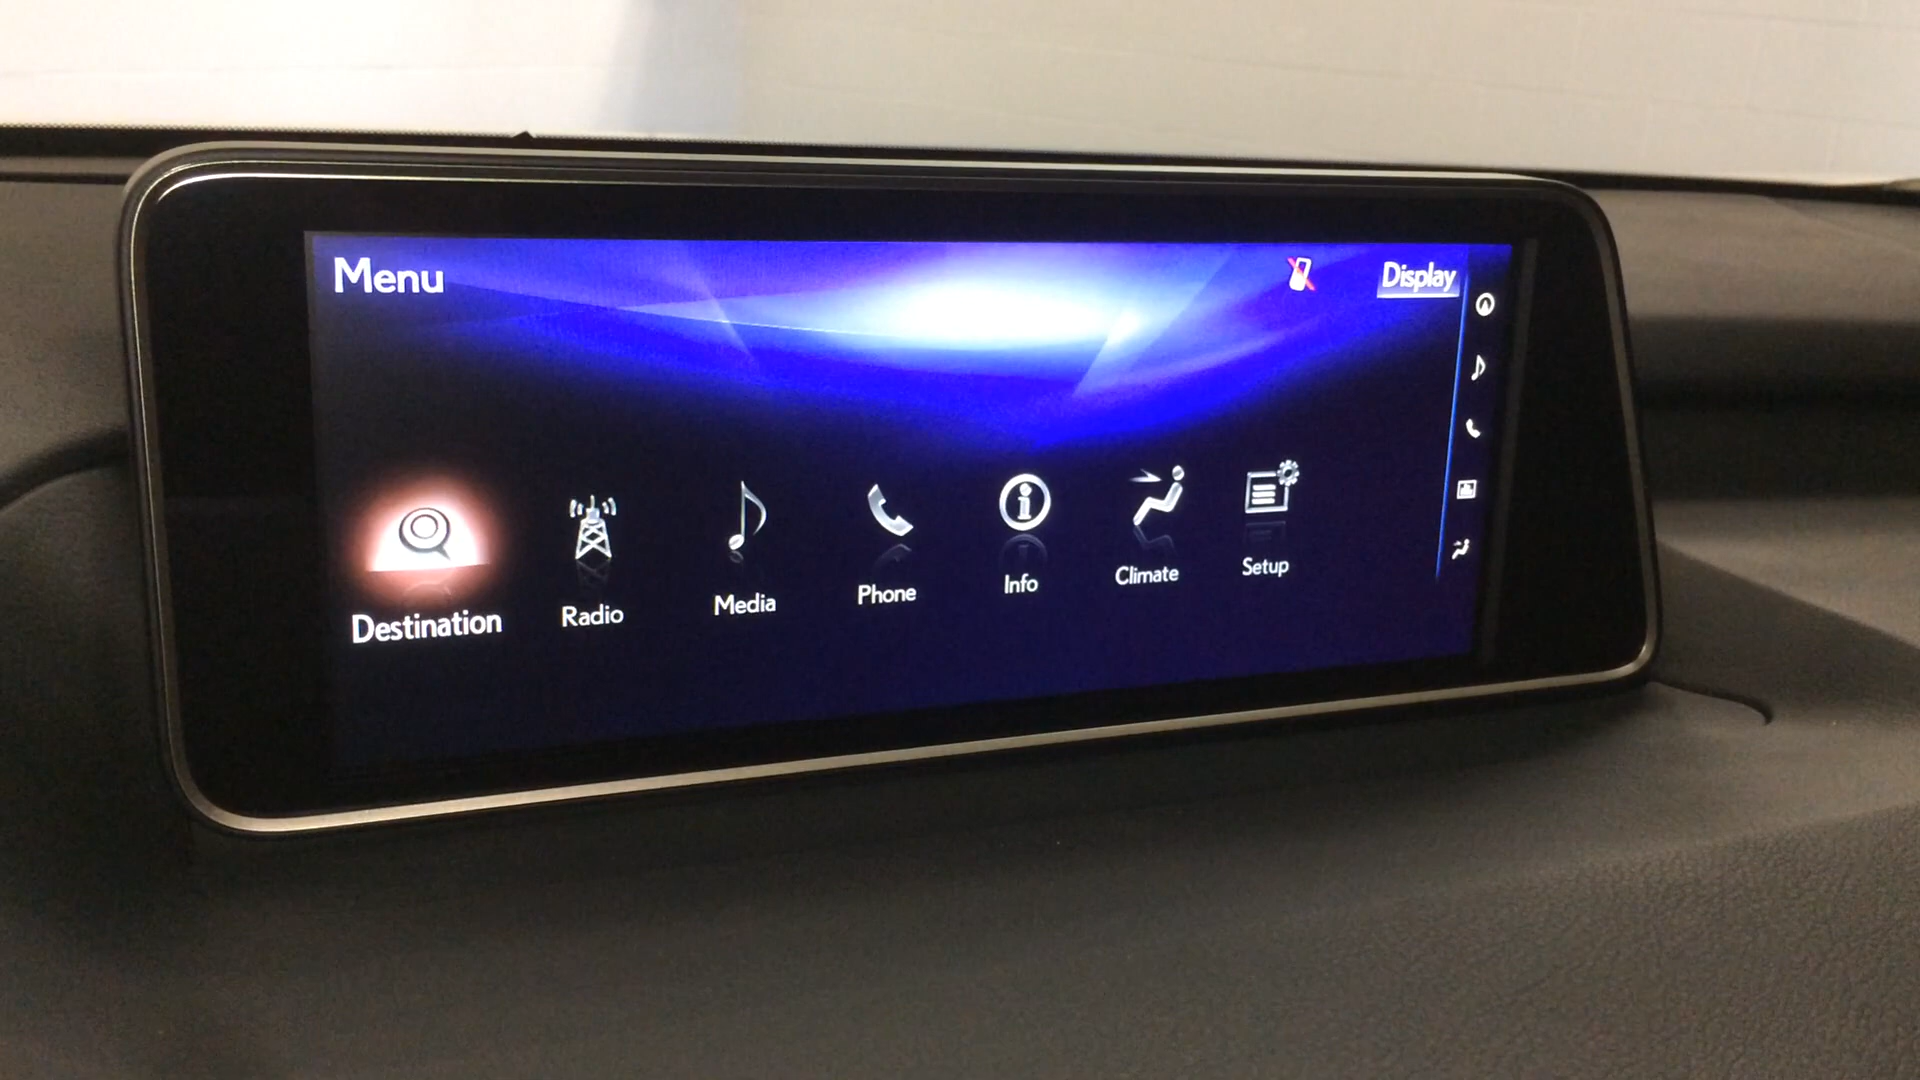 Menu
Display
Destination
Radio
Media
Phone
Info
Climate
Setup